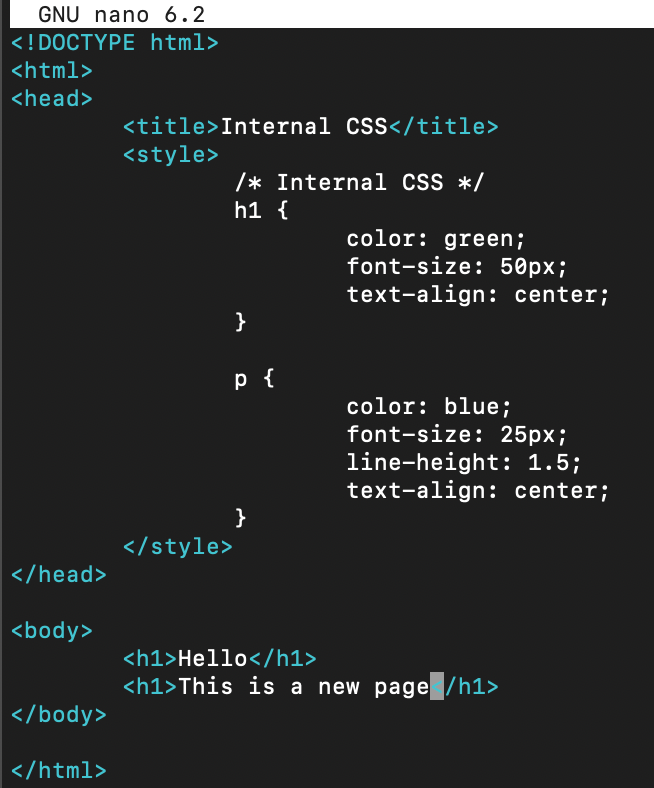 GNU nano 6.2
<!DOCTYPE html>
<html>
<head>
        <title>Internal CSS</title>
        <style>
                /* Internal CSS */
                h1 {
                        color: green;
                        font-size: 50px;
                        text-align: center;
                }

                p {
                        color: blue;
                        font-size: 25px;
                        line-height: 1.5;
                        text-align: center;
                }
        </style>
</head>

<body>
        <h1>Hello</h1>
        <h1>This is a new page</h1>
</body>

</html>